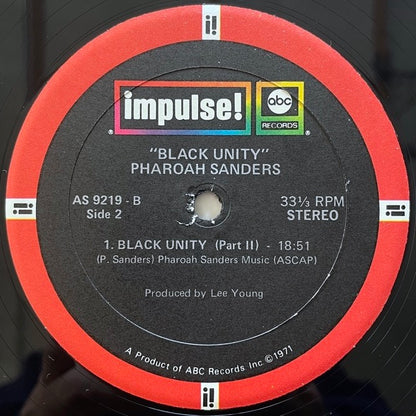 impulse!
abc
RECORDS
"BLACK UNITY"
PHAROAH SANDERS
AS 9219 - B
Side 2
33⅓ RPM
STEREO
1. BLACK UNITY (Part II) - 18:51
(P. Sanders) Pharoah Sanders Music (ASCAP)
Produced by Lee Young
A Product of ABC Records Inc © 1971